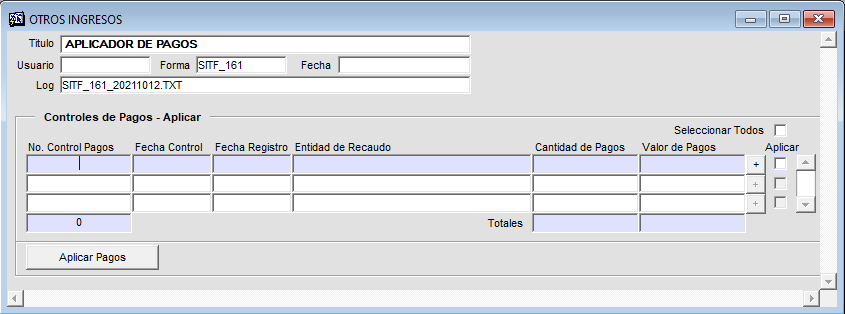 OTROS INGRESOS
Titulo APLICADOR DE PAGOS
Usuario Forma SITF_161 Fecha
Log SITF_161_20211012.TXT
Controles de Pagos - Aplicar
Seleccionar Todos
No. Control Pagos Fecha Control Fecha Registro Entidad de Recaudo Cantidad de Pagos Valor de Pagos Aplicar
+
+
+
0 Totales
Aplicar Pagos